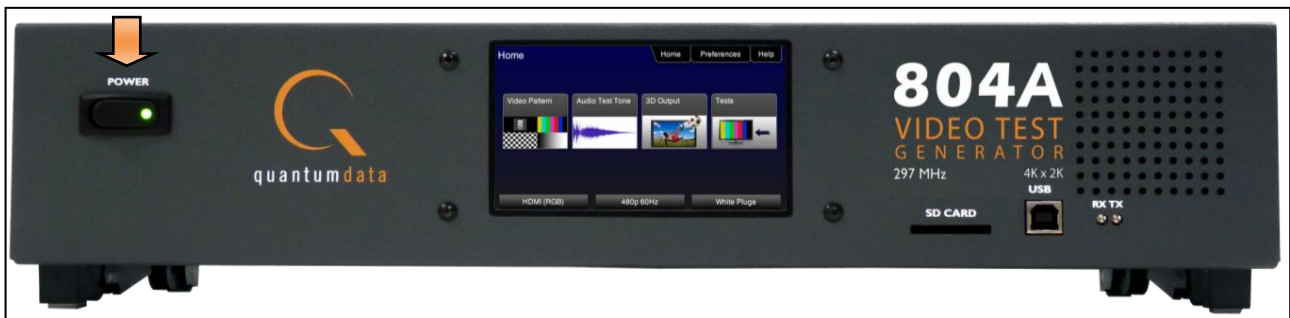 POWER
quantumdata
Home
Home Preferences Help
Video Pattern Audio Test Tone 3D Output Tests
HDMI (RGB) 480p 60Hz White Pluge
804A
VIDEO TEST
GENERATOR
297 MHz 4K x 2K
USB
SD CARD
RX TX